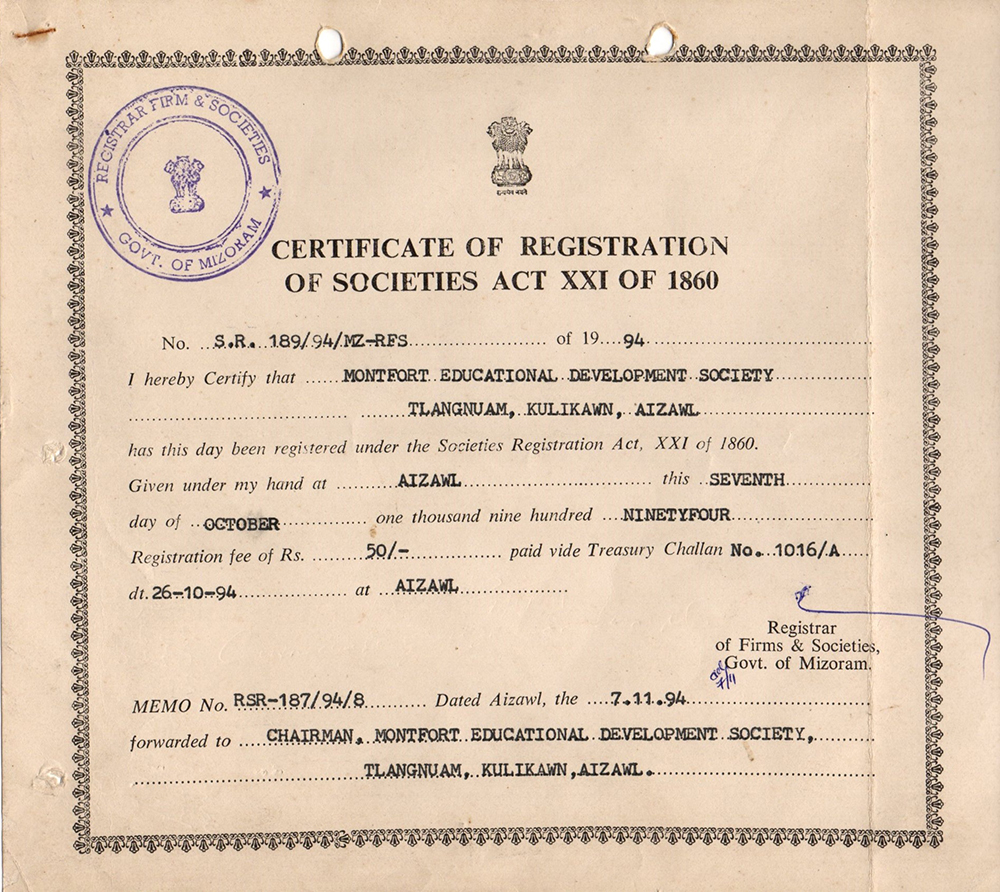 REGISTRAR FIRM & SOCIETIES
GOVT. OF MIZORAM
सत्यमेव जयते
CERTIFICATE OF REGISTRATION
OF SOCIETIES ACT XXI OF 1860
No. S.R. 189/94/MZ-RFS of 19 94
I hereby Certify that MONTFORT EDUCATIONAL DEVELOPMENT SOCIETY
TLANGNUAM, KULIKAWN, AIZAWL
has this day been registered under the Societies Registration Act, XXI of 1860.
Given under my hand at AIZAWL this SEVENTH
day of OCTOBER one thousand nine hundred NINETYFOUR
Registration fee of Rs. 50/- paid vide Treasury Challan No. 1016/A
dt. 26-10-94 at AIZAWL
Registrar
of Firms & Societies,
Govt. of Mizoram.
7/11
MEMO No. RSR-187/94/8 Dated Aizawl, the 7.11.94
forwarded to CHAIRMAN, MONTFORT EDUCATIONAL DEVELOPMENT SOCIETY,
TLANGNUAM, KULIKAWN, AIZAWL.